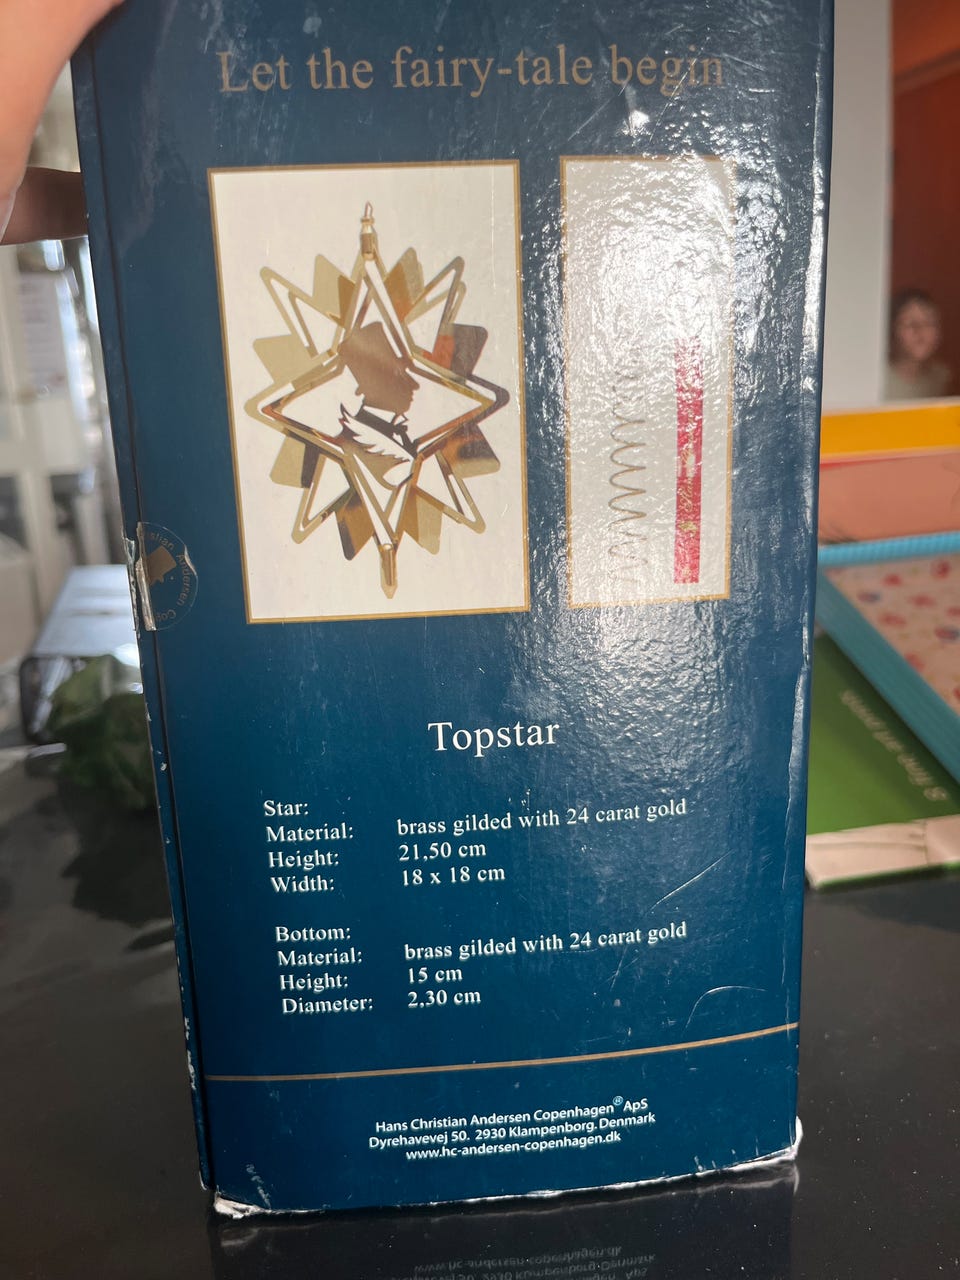 Let the fairy-tale begin
Topstar
Star:
Material: brass gilded with 24 carat gold
Height: 21,50 cm
Width: 18 x 18 cm
Bottom:
Material: brass gilded with 24 carat gold
Height: 15 cm
Diameter: 2,30 cm
Hans Christian Andersen Copenhagen® ApS
Dyrehavevej 50. 2930 Klampenborg. Denmark
www.hc-andersen-copenhagen.dk